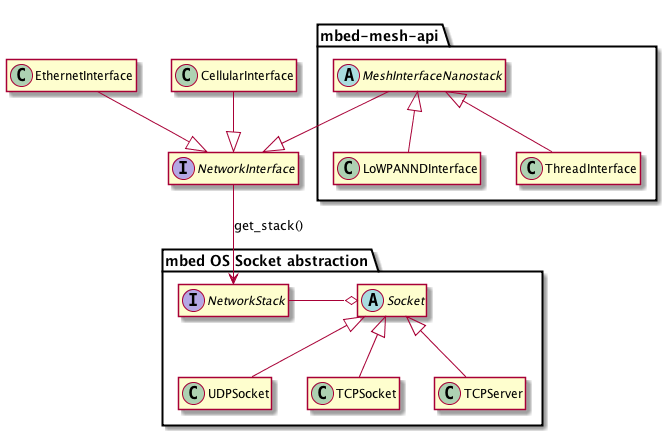 mbed-mesh-api
C EthernetInterface
C CellularInterface
A MeshInterfaceNanostack
I NetworkInterface
C LoWPANNDInterface
C ThreadInterface
get_stack()
mbed OS Socket abstraction
I NetworkStack
A Socket
C UDPSocket
C TCPSocket
C TCPServer